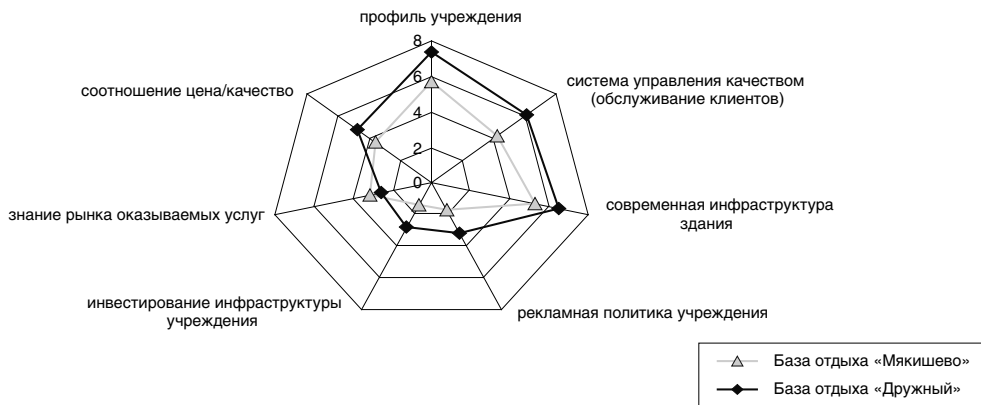 профиль учреждения
8
6
4
2
0
система управления качеством
(обслуживание клиентов)
современная инфраструктура
здания
рекламная политика учреждения
инвестирование инфраструктуры
учреждения
знание рынка оказываемых услуг
соотношение цена/качество
База отдыха «Мякишево»
База отдыха «Дружный»